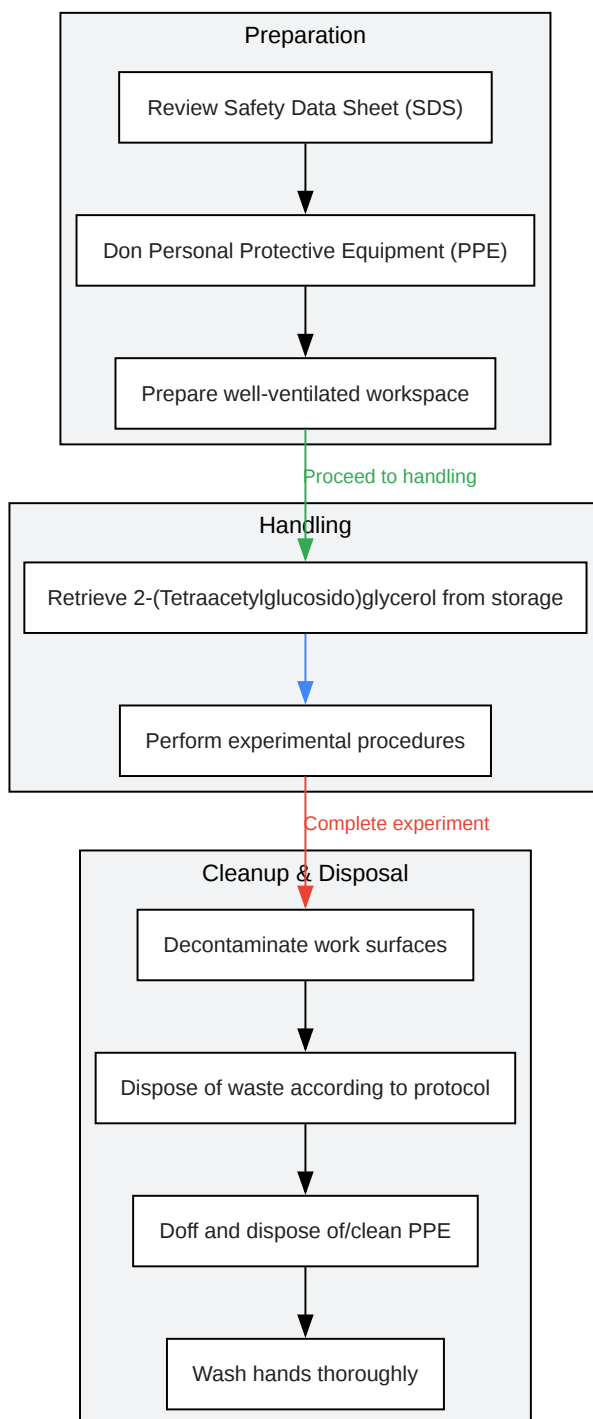 Preparation
Review Safety Data Sheet (SDS)
Don Personal Protective Equipment (PPE)
Prepare well-ventilated workspace
Proceed to handling
Handling
Retrieve 2-(Tetraacetylglucosido)glycerol from storage
Perform experimental procedures
Complete experiment
Cleanup & Disposal
Decontaminate work surfaces
Dispose of waste according to protocol
Doff and dispose of/clean PPE
Wash hands thoroughly